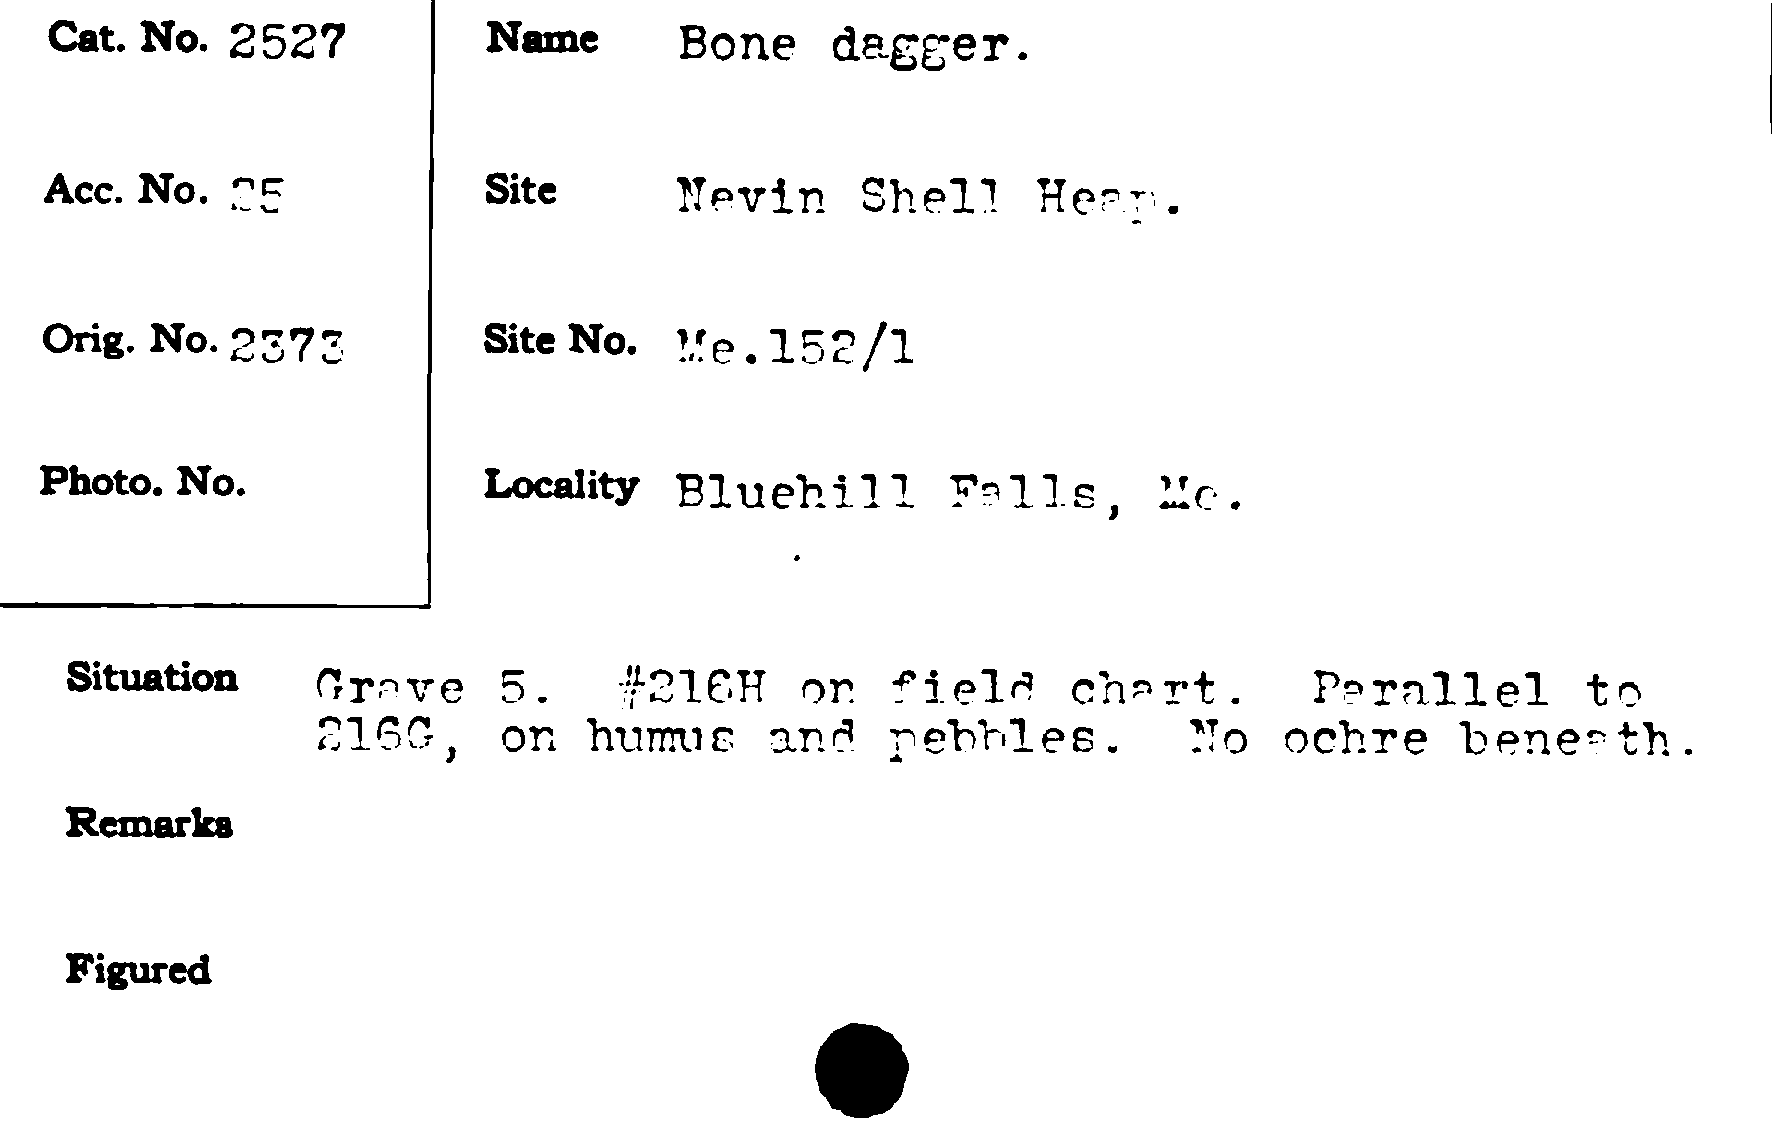 Cat. No. 2527
Name Bone dagger.
Acc. No. 35
Site Nevin Shell Heap.
Orig. No. 2373
Site No. Me.152/1
Photo. No.
Locality Bluehill Falls, Me.
Situation Grave 5. #216H on field chart. Parallel to
216G, on humus and pebbles. No ochre beneath.
Remarks
Figured